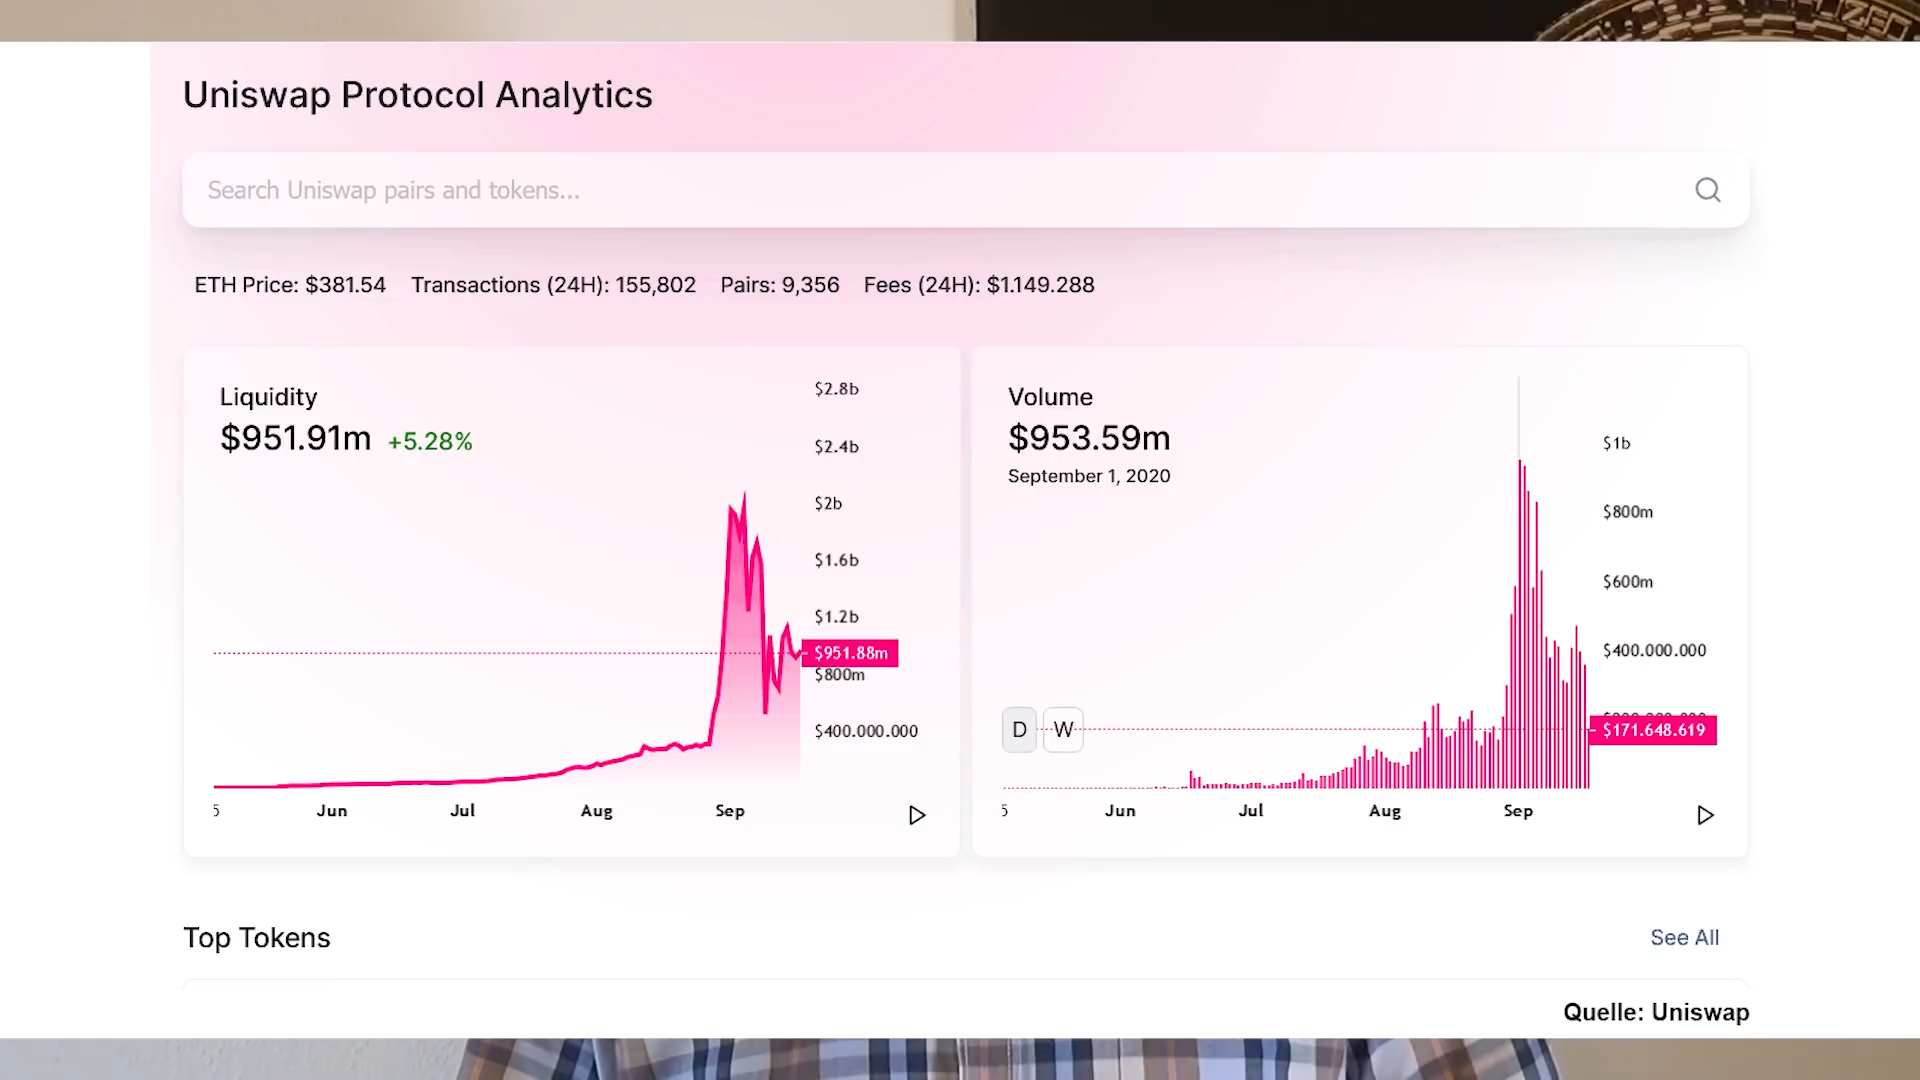 Uniswap Protocol Analytics
Search Uniswap pairs and tokens...
ETH Price: $381.54 Transactions (24H): 155,802 Pairs: 9,356 Fees (24H): $1.149.288
Liquidity
$951.91m +5.28%
$2.8b
$2.4b
$2b
$1.6b
$1.2b
$951.88m
$800m
$400.000.000
5 Jun Jul Aug Sep
Volume
$953.59m
September 1, 2020
$1b
$800m
$600m
$400.000.000
$171.648.619
D W
5 Jun Jul Aug Sep
Top Tokens
See All
Quelle: Uniswap